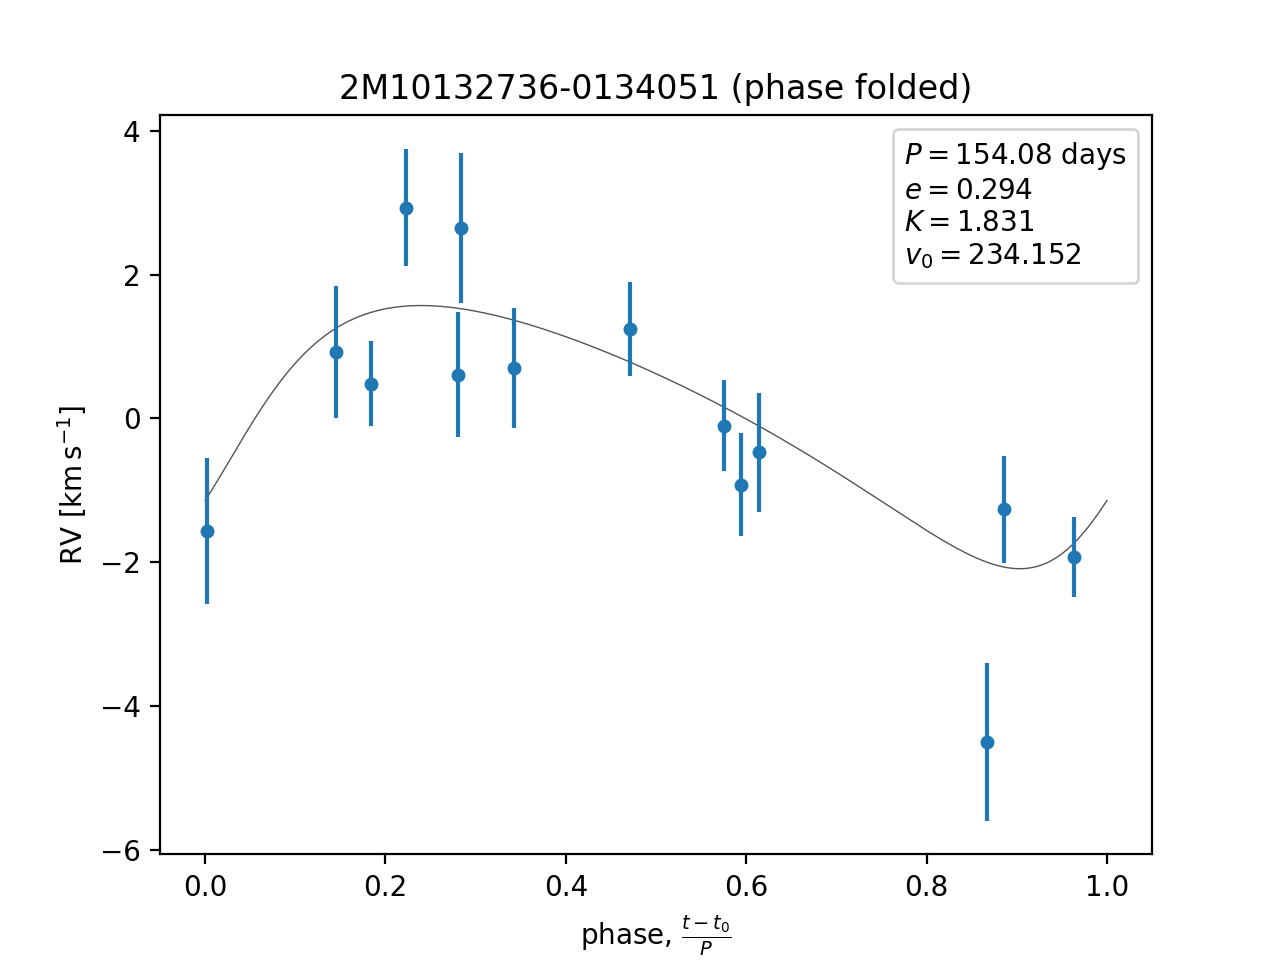 2M10132736-0134051 (phase folded)
P = 154.08 days
e = 0.294
K = 1.831
v₀ = 234.152
4
2
0
−2
−4
−6
RV [km s⁻¹]
0.0 0.2 0.4 0.6 0.8 1.0
phase, (t − t₀)/P